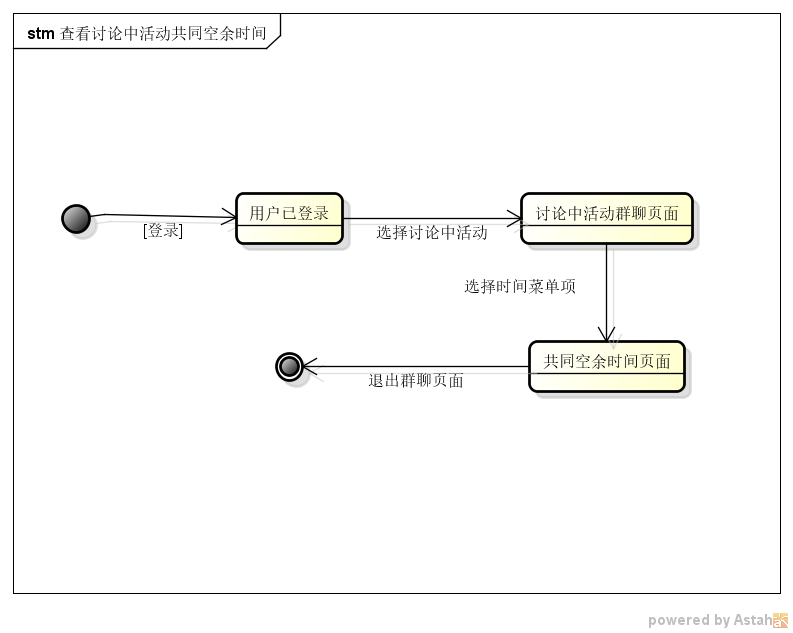 stm 查看讨论中活动共同空余时间
用户已登录
讨论中活动群聊页面
[登录]
选择讨论中活动
选择时间菜单项
共同空余时间页面
退出群聊页面
powered by Astah